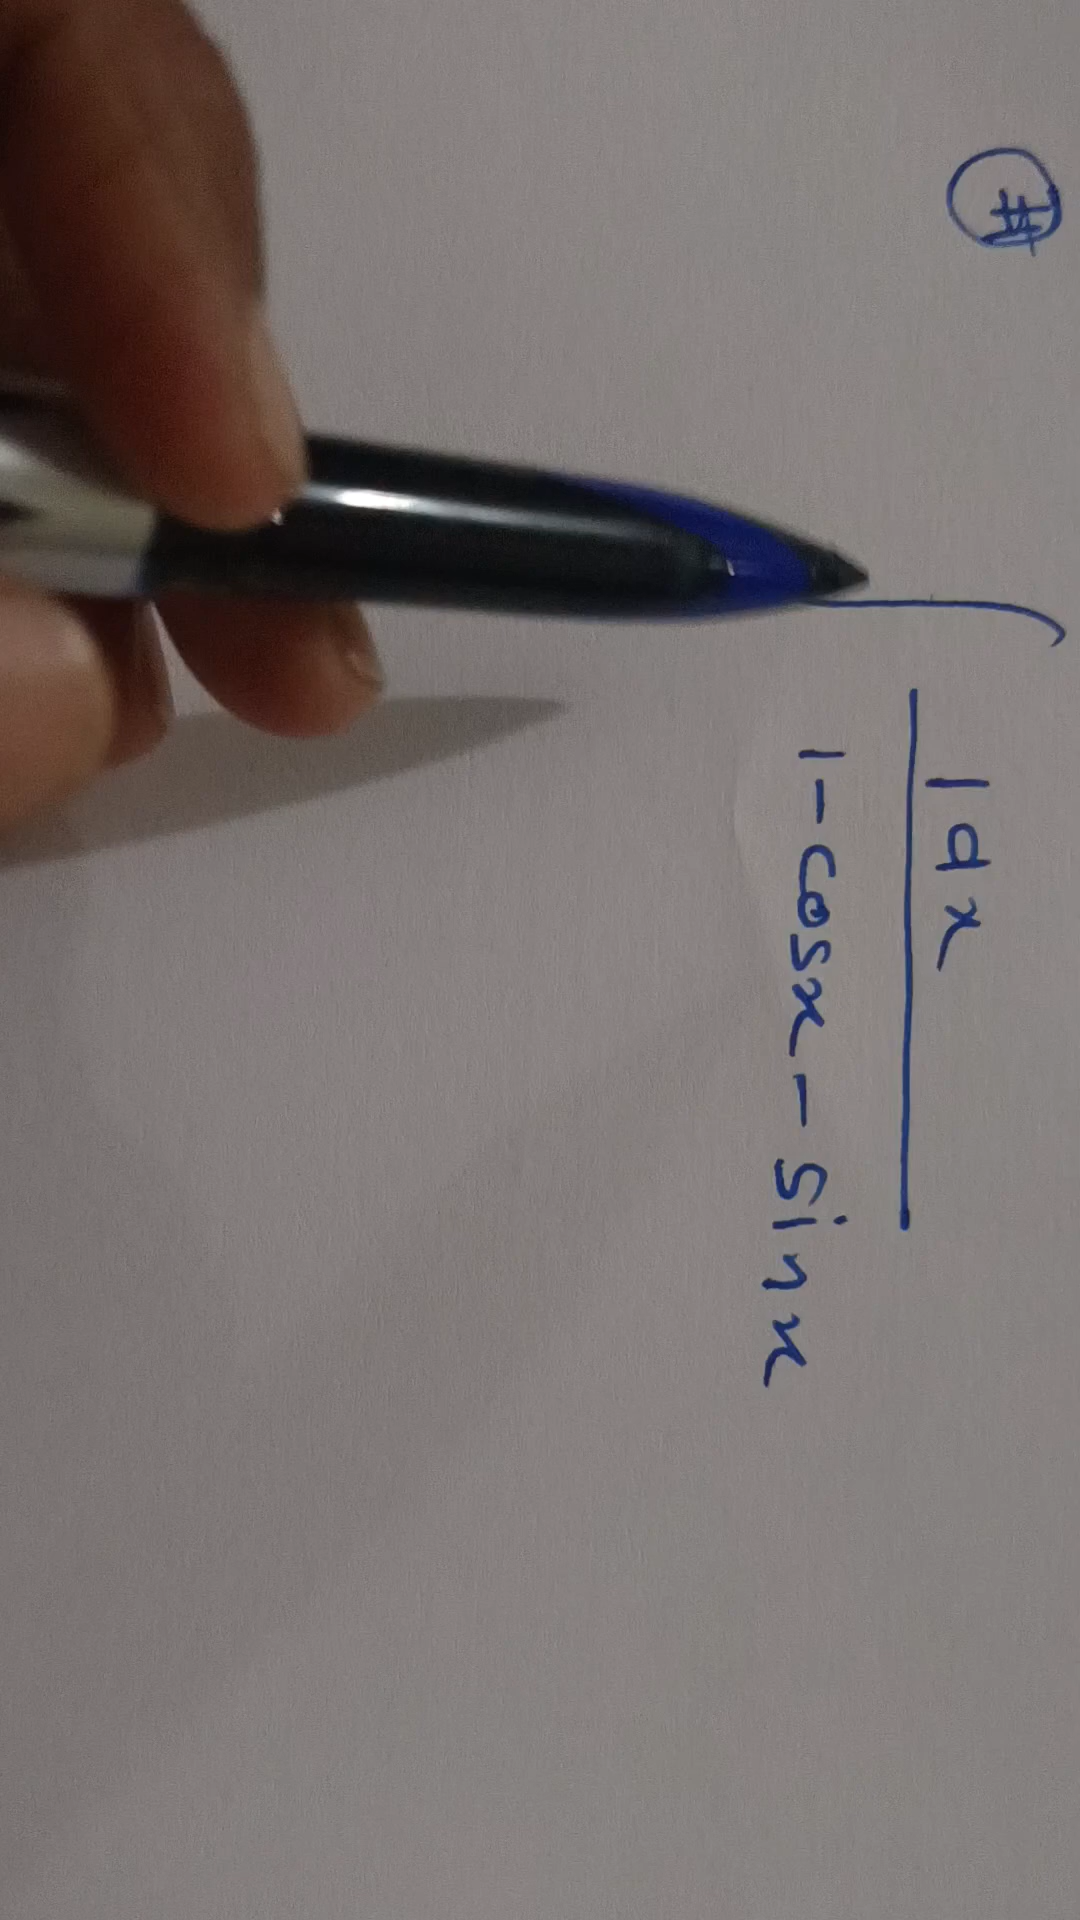 #
∫ 1dx
1-cosx-sinx